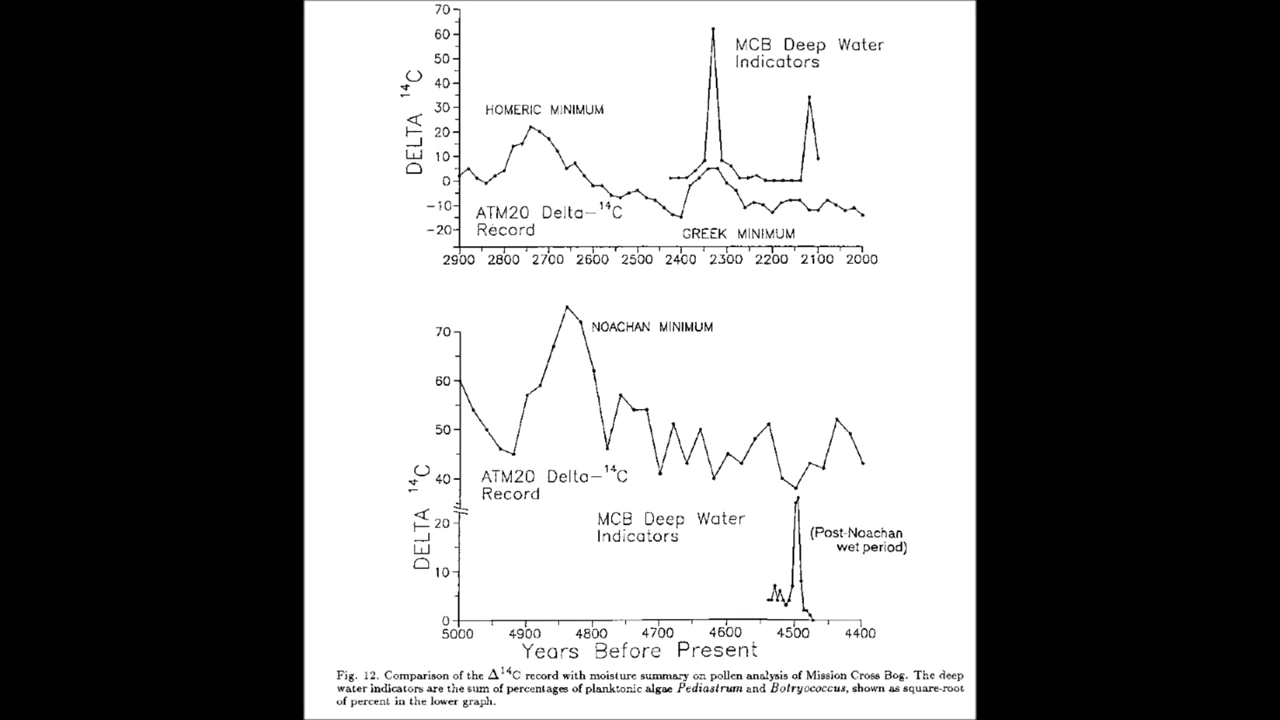 70
60
50
40
30
20
10
0
−10
−20
DELTA ¹⁴C
MCB Deep Water
Indicators
HOMERIC MINIMUM
ATM20 Delta−¹⁴C
Record
GREEK MINIMUM
2900 2800 2700 2600 2500 2400 2300 2200 2100 2000
70
60
50
40
20
10
0
DELTA ¹⁴C
NOACHAN MINIMUM
ATM20 Delta−¹⁴C
Record
MCB Deep Water
Indicators
(Post-Noachan
wet period)
5000 4900 4800 4700 4600 4500 4400
Years Before Present
Fig. 12. Comparison of the Δ¹⁴C record with moisture summary on pollen analysis of Mission Cross Bog. The deep
water indicators are the sum of percentages of planktonic algae Pediastrum and Botryococcus, shown as square-root
of percent in the lower graph.